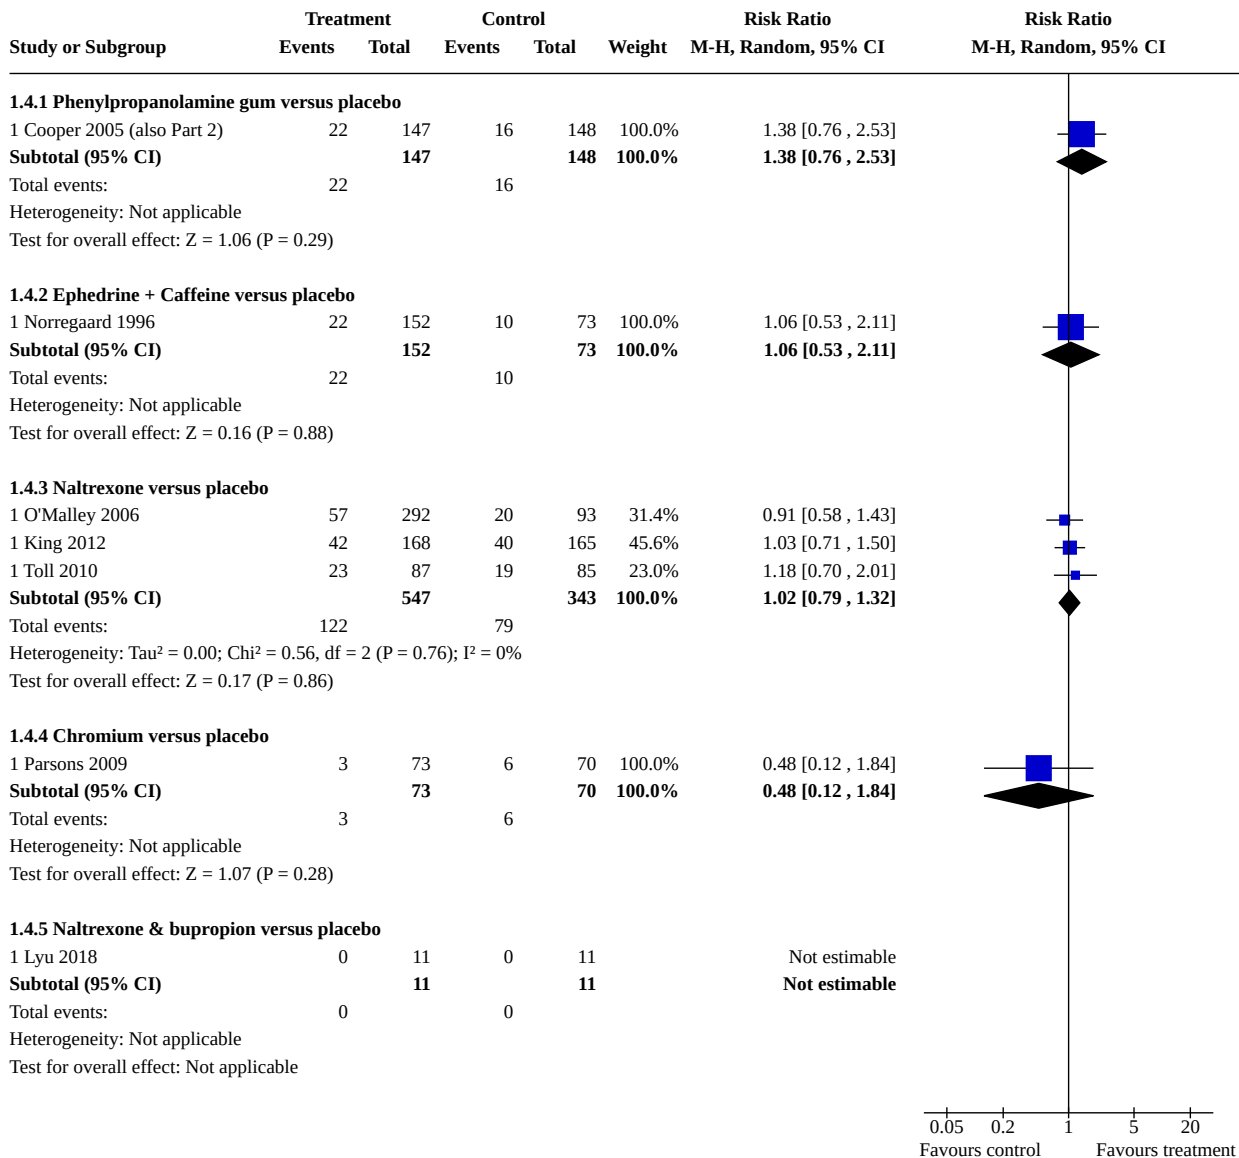 Treatment Control Risk Ratio Risk Ratio
Study or Subgroup Events Total Events Total Weight M-H, Random, 95% CI M-H, Random, 95% CI
1.4.1 Phenylpropanolamine gum versus placebo
1 Cooper 2005 (also Part 2) 22 147 16 148 100.0% 1.38 [0.76 , 2.53]
Subtotal (95% CI) 147 148 100.0% 1.38 [0.76 , 2.53]
Total events: 22 16
Heterogeneity: Not applicable
Test for overall effect: Z = 1.06 (P = 0.29)
1.4.2 Ephedrine + Caffeine versus placebo
1 Norregaard 1996 22 152 10 73 100.0% 1.06 [0.53 , 2.11]
Subtotal (95% CI) 152 73 100.0% 1.06 [0.53 , 2.11]
Total events: 22 10
Heterogeneity: Not applicable
Test for overall effect: Z = 0.16 (P = 0.88)
1.4.3 Naltrexone versus placebo
1 O'Malley 2006 57 292 20 93 31.4% 0.91 [0.58 , 1.43]
1 King 2012 42 168 40 165 45.6% 1.03 [0.71 , 1.50]
1 Toll 2010 23 87 19 85 23.0% 1.18 [0.70 , 2.01]
Subtotal (95% CI) 547 343 100.0% 1.02 [0.79 , 1.32]
Total events: 122 79
Heterogeneity: Tau² = 0.00; Chi² = 0.56, df = 2 (P = 0.76); I² = 0%
Test for overall effect: Z = 0.17 (P = 0.86)
1.4.4 Chromium versus placebo
1 Parsons 2009 3 73 6 70 100.0% 0.48 [0.12 , 1.84]
Subtotal (95% CI) 73 70 100.0% 0.48 [0.12 , 1.84]
Total events: 3 6
Heterogeneity: Not applicable
Test for overall effect: Z = 1.07 (P = 0.28)
1.4.5 Naltrexone & bupropion versus placebo
1 Lyu 2018 0 11 0 11 Not estimable
Subtotal (95% CI) 11 11 Not estimable
Total events: 0 0
Heterogeneity: Not applicable
Test for overall effect: Not applicable
0.05 0.2 1 5 20
Favours control Favours treatment